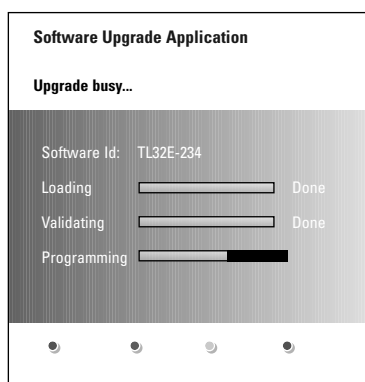 Software Upgrade Application
Upgrade busy...
Software Id: TL32E-234
Loading Done
Validating Done
Programming